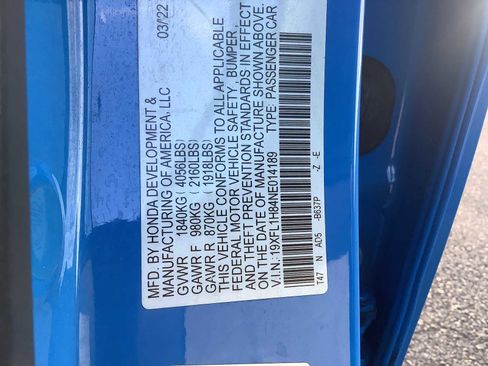 MFD. BY HONDA DEVELOPMENT & 03/22
MANUFACTURING OF AMERICA, LLC
GVWR 1840KG ( 4056LBS)
GAWR F 980KG ( 2160LBS)
GAWR R 870KG ( 1918LBS)
THIS VEHICLE CONFORMS TO ALL APPLICABLE
FEDERAL MOTOR VEHICLE SAFETY, BUMPER,
AND THEFT PREVENTION STANDARDS IN EFFECT
ON THE DATE OF MANUFACTURE SHOWN ABOVE.
V.I.N.: 19XFL1H84NE014189 TYPE: PASSENGER CAR
T47 N AD5 -B637P -Z -E